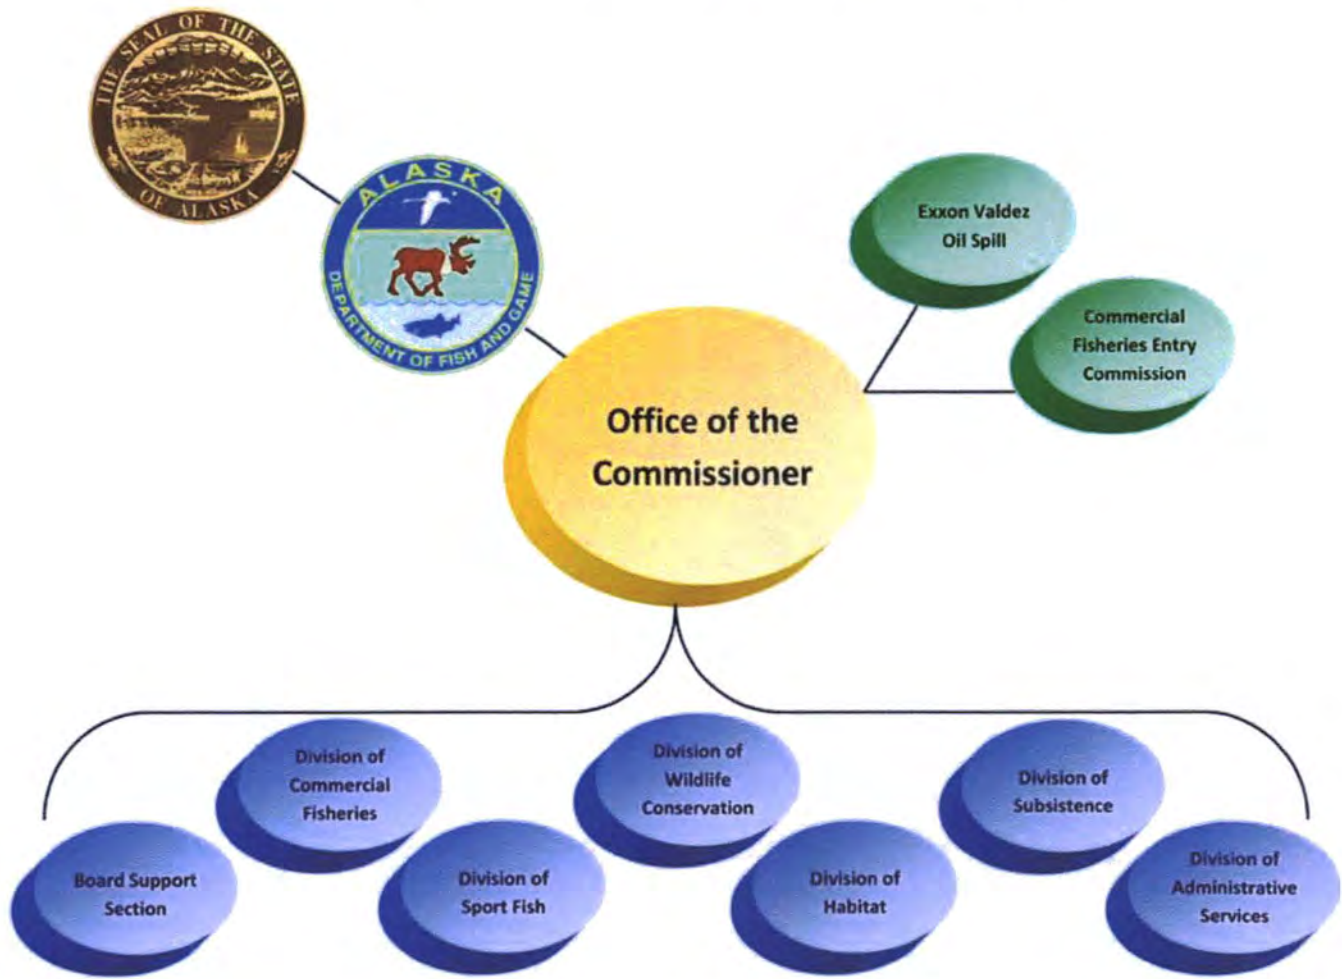 THE SEAL OF THE STATE
OF ALASKA
ALASKA
DEPARTMENT OF FISH AND GAME
Exxon Valdez
Oil Spill
Commercial
Fisheries Entry
Commission
Office of the
Commissioner
Board Support
Section
Division of
Commercial
Fisheries
Division of
Sport Fish
Division of
Wildlife
Conservation
Division of
Habitat
Division of
Subsistence
Division of
Administrative
Services